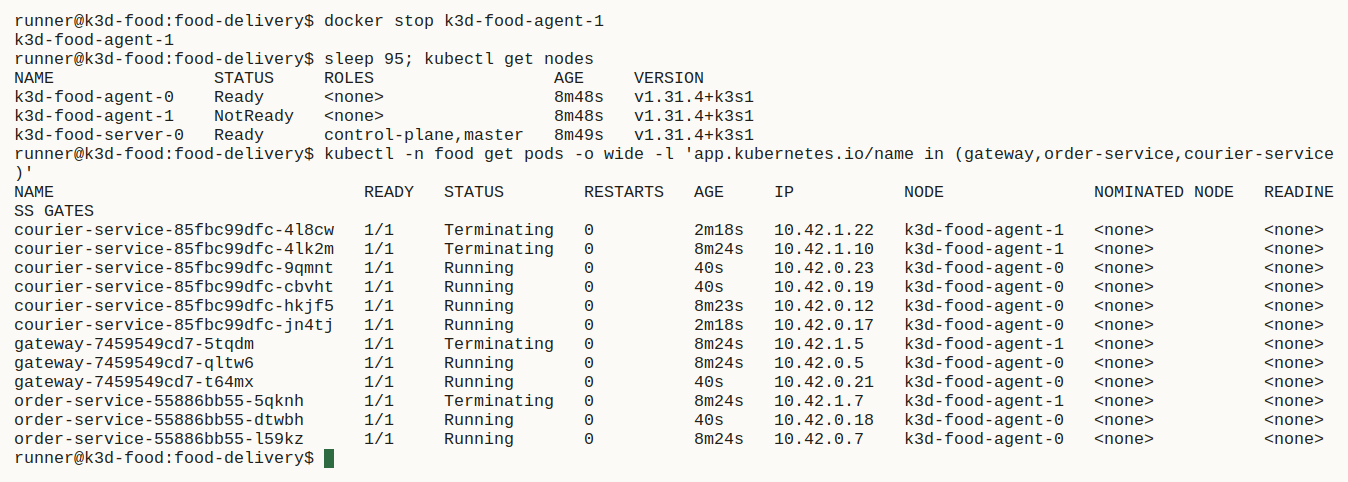 runner@k3d-food:food-delivery$ docker stop k3d-food-agent-1
k3d-food-agent-1
runner@k3d-food:food-delivery$ sleep 95; kubectl get nodes
NAME                STATUS     ROLES                  AGE     VERSION
k3d-food-agent-0    Ready      <none>                 8m48s   v1.31.4+k3s1
k3d-food-agent-1    NotReady   <none>                 8m48s   v1.31.4+k3s1
k3d-food-server-0   Ready      control-plane,master   8m49s   v1.31.4+k3s1
runner@k3d-food:food-delivery$ kubectl -n food get pods -o wide -l 'app.kubernetes.io/name in (gateway,order-service,courier-service
)'
NAME                               READY   STATUS        RESTARTS   AGE     IP           NODE               NOMINATED NODE   READINE
SS GATES
courier-service-85fbc99dfc-4l8cw   1/1     Terminating   0          2m18s   10.42.1.22   k3d-food-agent-1   <none>           <none>
courier-service-85fbc99dfc-4lk2m   1/1     Terminating   0          8m24s   10.42.1.10   k3d-food-agent-1   <none>           <none>
courier-service-85fbc99dfc-9qmnt   1/1     Running       0          40s     10.42.0.23   k3d-food-agent-0   <none>           <none>
courier-service-85fbc99dfc-cbvht   1/1     Running       0          40s     10.42.0.19   k3d-food-agent-0   <none>           <none>
courier-service-85fbc99dfc-hkjf5   1/1     Running       0          8m23s   10.42.0.12   k3d-food-agent-0   <none>           <none>
courier-service-85fbc99dfc-jn4tj   1/1     Running       0          2m18s   10.42.0.17   k3d-food-agent-0   <none>           <none>
gateway-7459549cd7-5tqdm           1/1     Terminating   0          8m24s   10.42.1.5    k3d-food-agent-1   <none>           <none>
gateway-7459549cd7-qltw6           1/1     Running       0          8m24s   10.42.0.5    k3d-food-agent-0   <none>           <none>
gateway-7459549cd7-t64mx           1/1     Running       0          40s     10.42.0.21   k3d-food-agent-0   <none>           <none>
order-service-55886bb55-5qknh      1/1     Terminating   0          8m24s   10.42.1.7    k3d-food-agent-1   <none>           <none>
order-service-55886bb55-dtwbh      1/1     Running       0          40s     10.42.0.18   k3d-food-agent-0   <none>           <none>
order-service-55886bb55-l59kz      1/1     Running       0          8m24s   10.42.0.7    k3d-food-agent-0   <none>           <none>
runner@k3d-food:food-delivery$